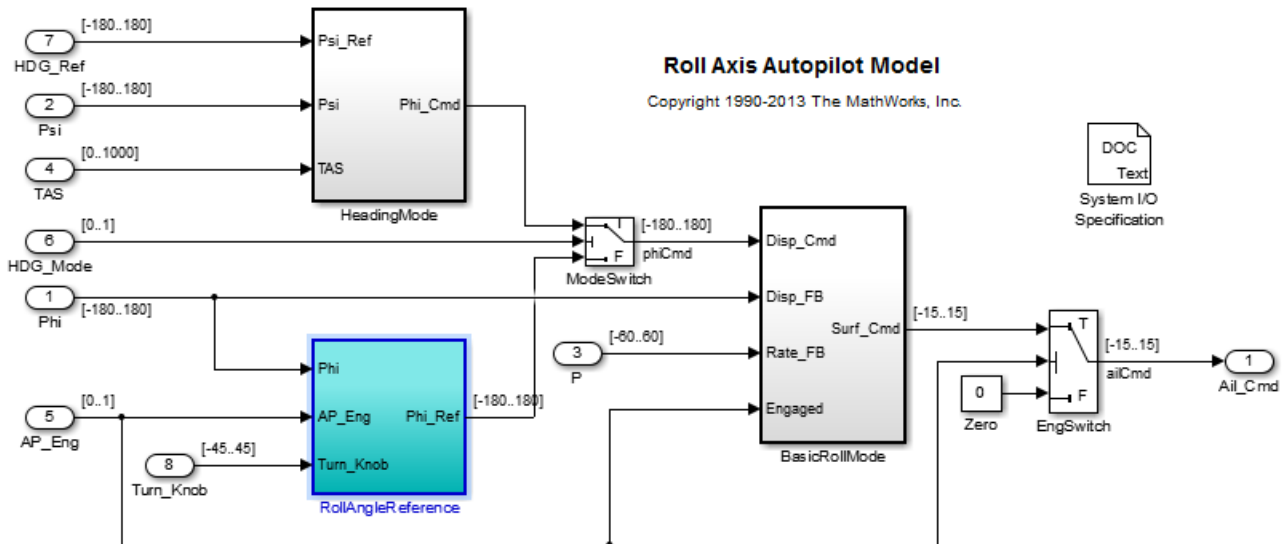 [-180..180]
7
HDG_Ref
Psi_Ref
[-180..180]
2
Psi
Psi
Phi_Cmd
[0..1000]
4
TAS
TAS
HeadingMode
Roll Axis Autopilot Model
Copyright 1990-2013 The MathWorks, Inc.
DOC
Text
System I/O
Specification
[0..1]
6
HDG_Mode
T
F
ModeSwitch
[-180..180]
phiCmd
1
Phi
[-180..180]
Disp_Cmd
Disp_FB
Rate_FB
Engaged
Surf_Cmd
BasicRollMode
[-60..60]
3
P
Phi
AP_Eng
Turn_Knob
Phi_Ref
RollAngleReference
[-180..180]
[0..1]
5
AP_Eng
[-45..45]
8
Turn_Knob
[-15..15]
0
Zero
T
F
EngSwitch
[-15..15]
ailCmd
1
Ail_Cmd